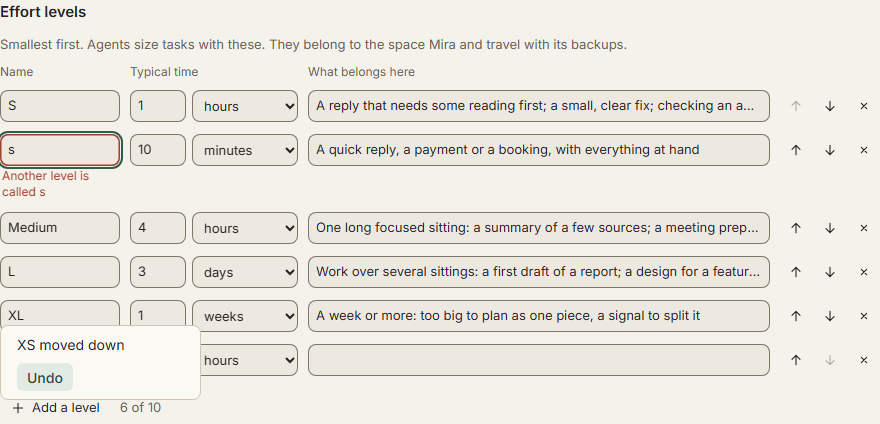 Effort levels
Smallest first. Agents size tasks with these. They belong to the space Mira and travel with its backups.
Name Typical time What belongs here
S 1 hours A reply that needs some reading first; a small, clear fix; checking an a...
s 10 minutes A quick reply, a payment or a booking, with everything at hand
Another level is
called s
Medium 4 hours One long focused sitting: a summary of a few sources; a meeting prep...
L 3 days Work over several sittings: a first draft of a report; a design for a featur...
XL 1 weeks A week or more: too big to plan as one piece, a signal to split it
XS moved down
hours
Undo
+ Add a level 6 of 10